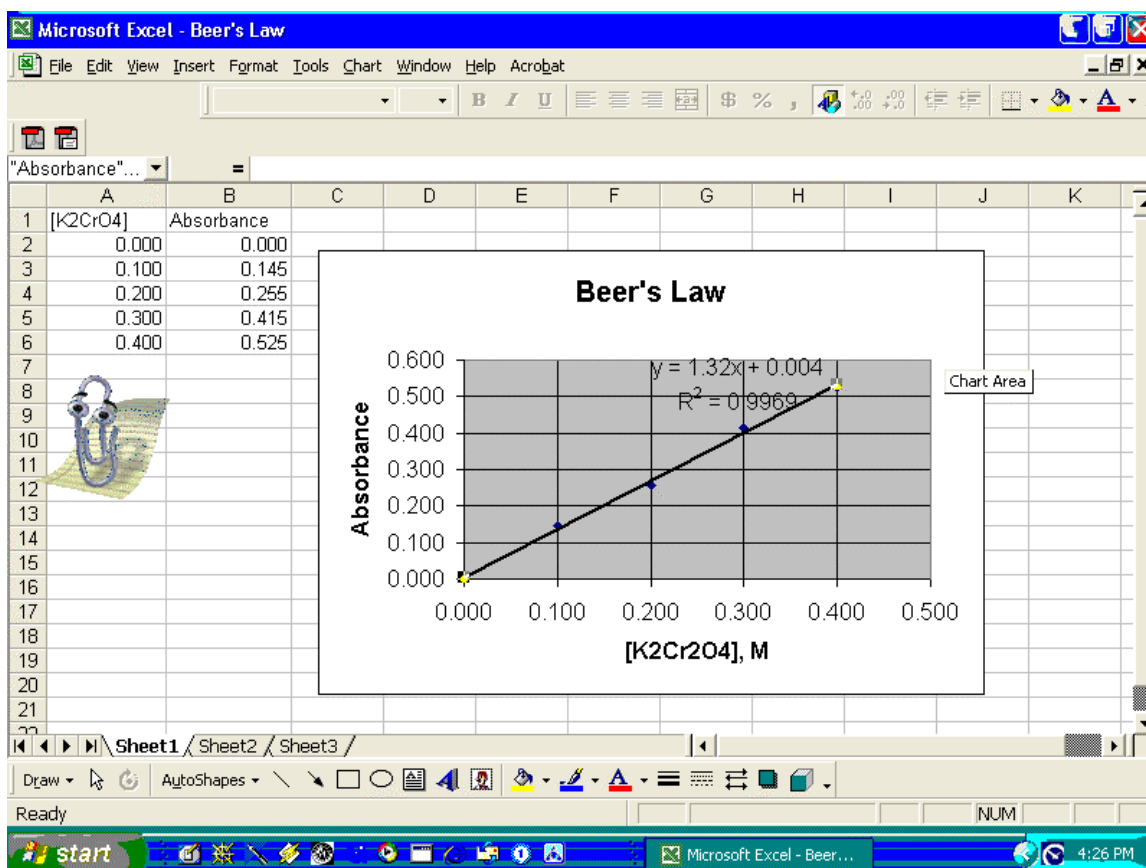 Microsoft Excel - Beer's Law
File Edit View Insert Format Tools Chart Window Help Acrobat
B I U $ % , +.0 .00 .00 +.0
"Absorbance"... =
A B C D E F G H I J K
1 [K2CrO4] Absorbance
2 0.000 0.000
3 0.100 0.145
4 0.200 0.255
5 0.300 0.415
6 0.400 0.525
7
8
9
10
11
12
13
14
15
16
17
18
19
20
21
22
Beer's Law
y = 1.32x + 0.004
R² = 0.9969
Chart Area
Absorbance
0.600
0.500
0.400
0.300
0.200
0.100
0.000
0.000 0.100 0.200 0.300 0.400 0.500
[K2Cr2O4], M
Sheet1 / Sheet2 / Sheet3 /
Draw AutoShapes A A
Ready NUM
start Microsoft Excel - Beer... 4:26 PM